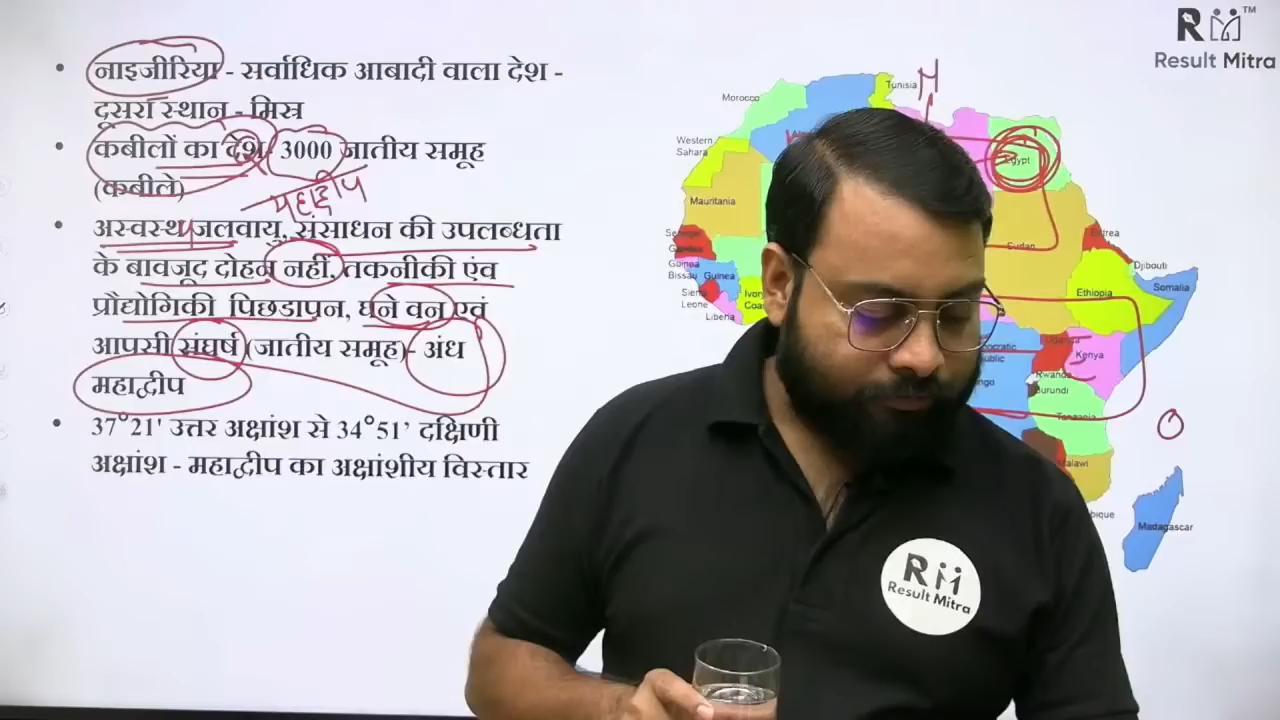 R TM
Result Mitra
नाइजीरिया - सर्वाधिक आबादी वाला देश -
दूसरा स्थान - मिस्र
कबीलों का देश 3000 जातीय समूह
(कबीले)
महाद्वीप
अस्वस्थ जलवायु, संसाधन की उपलब्धता
के बावजूद दोहन नहीं, तकनीकी एंव
प्रौद्योगिकी पिछडापन, घने वन एवं
आपसी संघर्ष (जातीय समूह)- अंध
महाद्वीप
37°21' उत्तर अक्षांश से 34°51’ दक्षिणी
अक्षांश - महाद्वीप का अक्षांशीय विस्तार
M
Tunisia
Morocco
Western
Sahara
Egypt
Mauritania
Sudan
Eritrea
Djibouti
Guinea
Bissau
Guinea
Somalia
Ethiopia
Sierra
Leone
Ivory
Liberia
Uganda
Kenya
Rwanda
Burundi
Tanzania
Malawi
Madagascar
R
Result Mitra